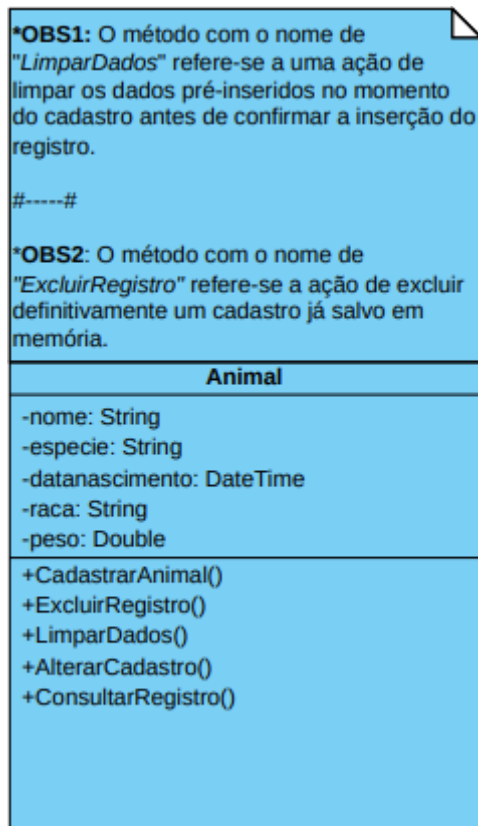 *OBS1: O método com o nome de
"LimparDados" refere-se a uma ação de
limpar os dados pré-inseridos no momento
do cadastro antes de confirmar a inserção do
registro.
#-----#
*OBS2: O método com o nome de
"ExcluirRegistro" refere-se a ação de excluir
definitivamente um cadastro já salvo em
memória.
Animal
-nome: String
-especie: String
-datanascimento: DateTime
-raca: String
-peso: Double
+CadastrarAnimal()
+ExcluirRegistro()
+LimparDados()
+AlterarCadastro()
+ConsultarRegistro()